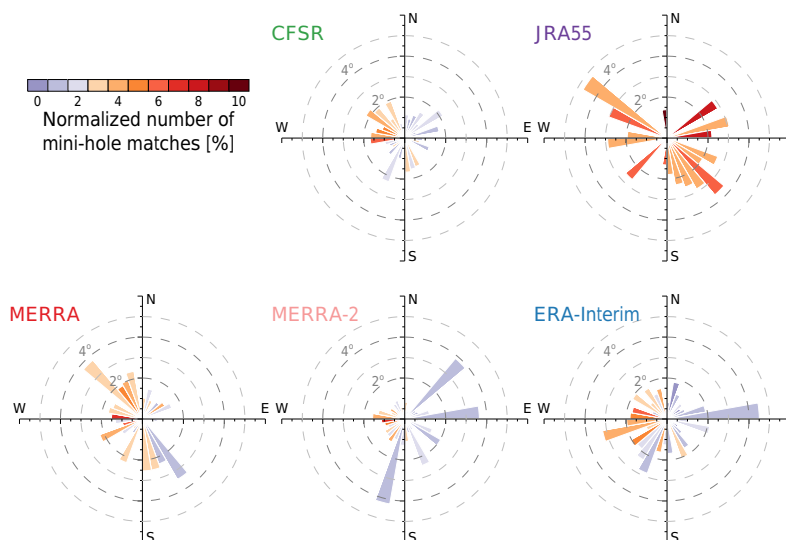 CFSR
N
JRA55
N
4°
2°
4°
2°
0 2 4 6 8 10
Normalized number of
mini-hole matches [%]
W
E
W
S
S
MERRA
N
MERRA-2
N
ERA-Interim
N
4°
2°
4°
2°
4°
2°
W
E
W
E
W
S
S
S